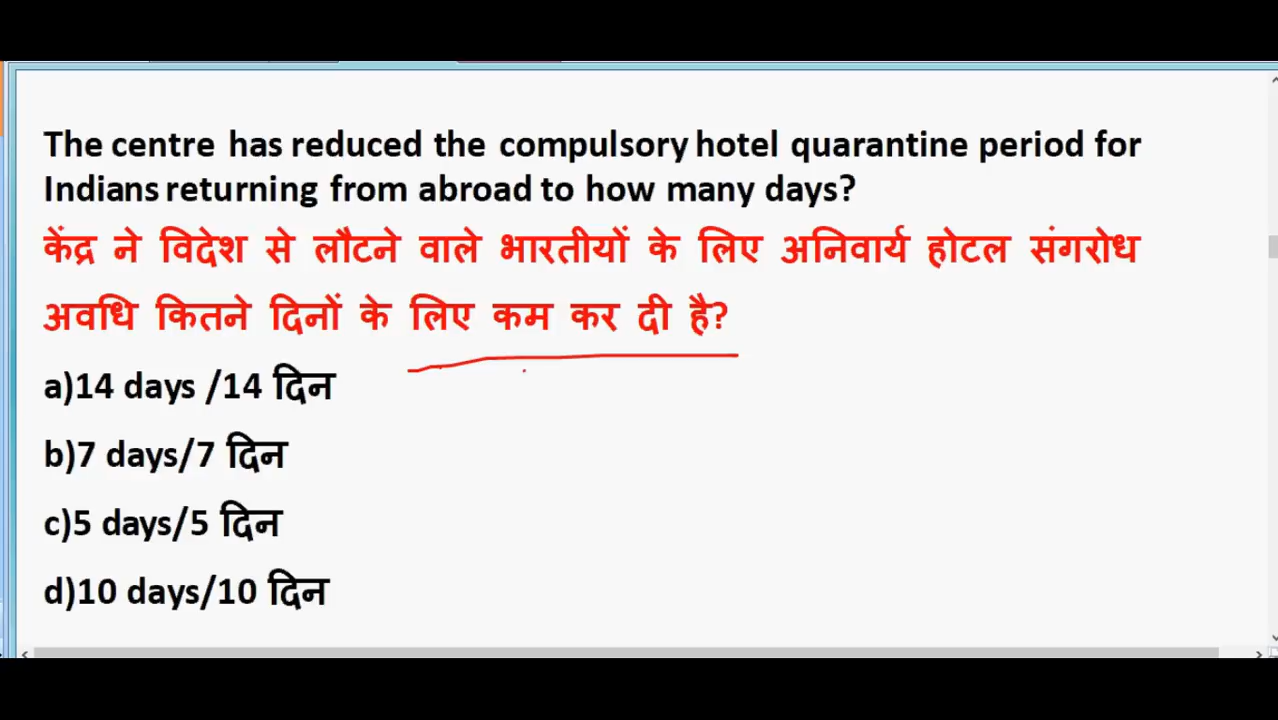 The centre has reduced the compulsory hotel quarantine period for
Indians returning from abroad to how many days?
केंद्र ने विदेश से लौटने वाले भारतीयों के लिए अनिवार्य होटल संगरोध
अवधि कितने दिनों के लिए कम कर दी है?
a)14 days /14 दिन
b)7 days/7 दिन
c)5 days/5 दिन
d)10 days/10 दिन